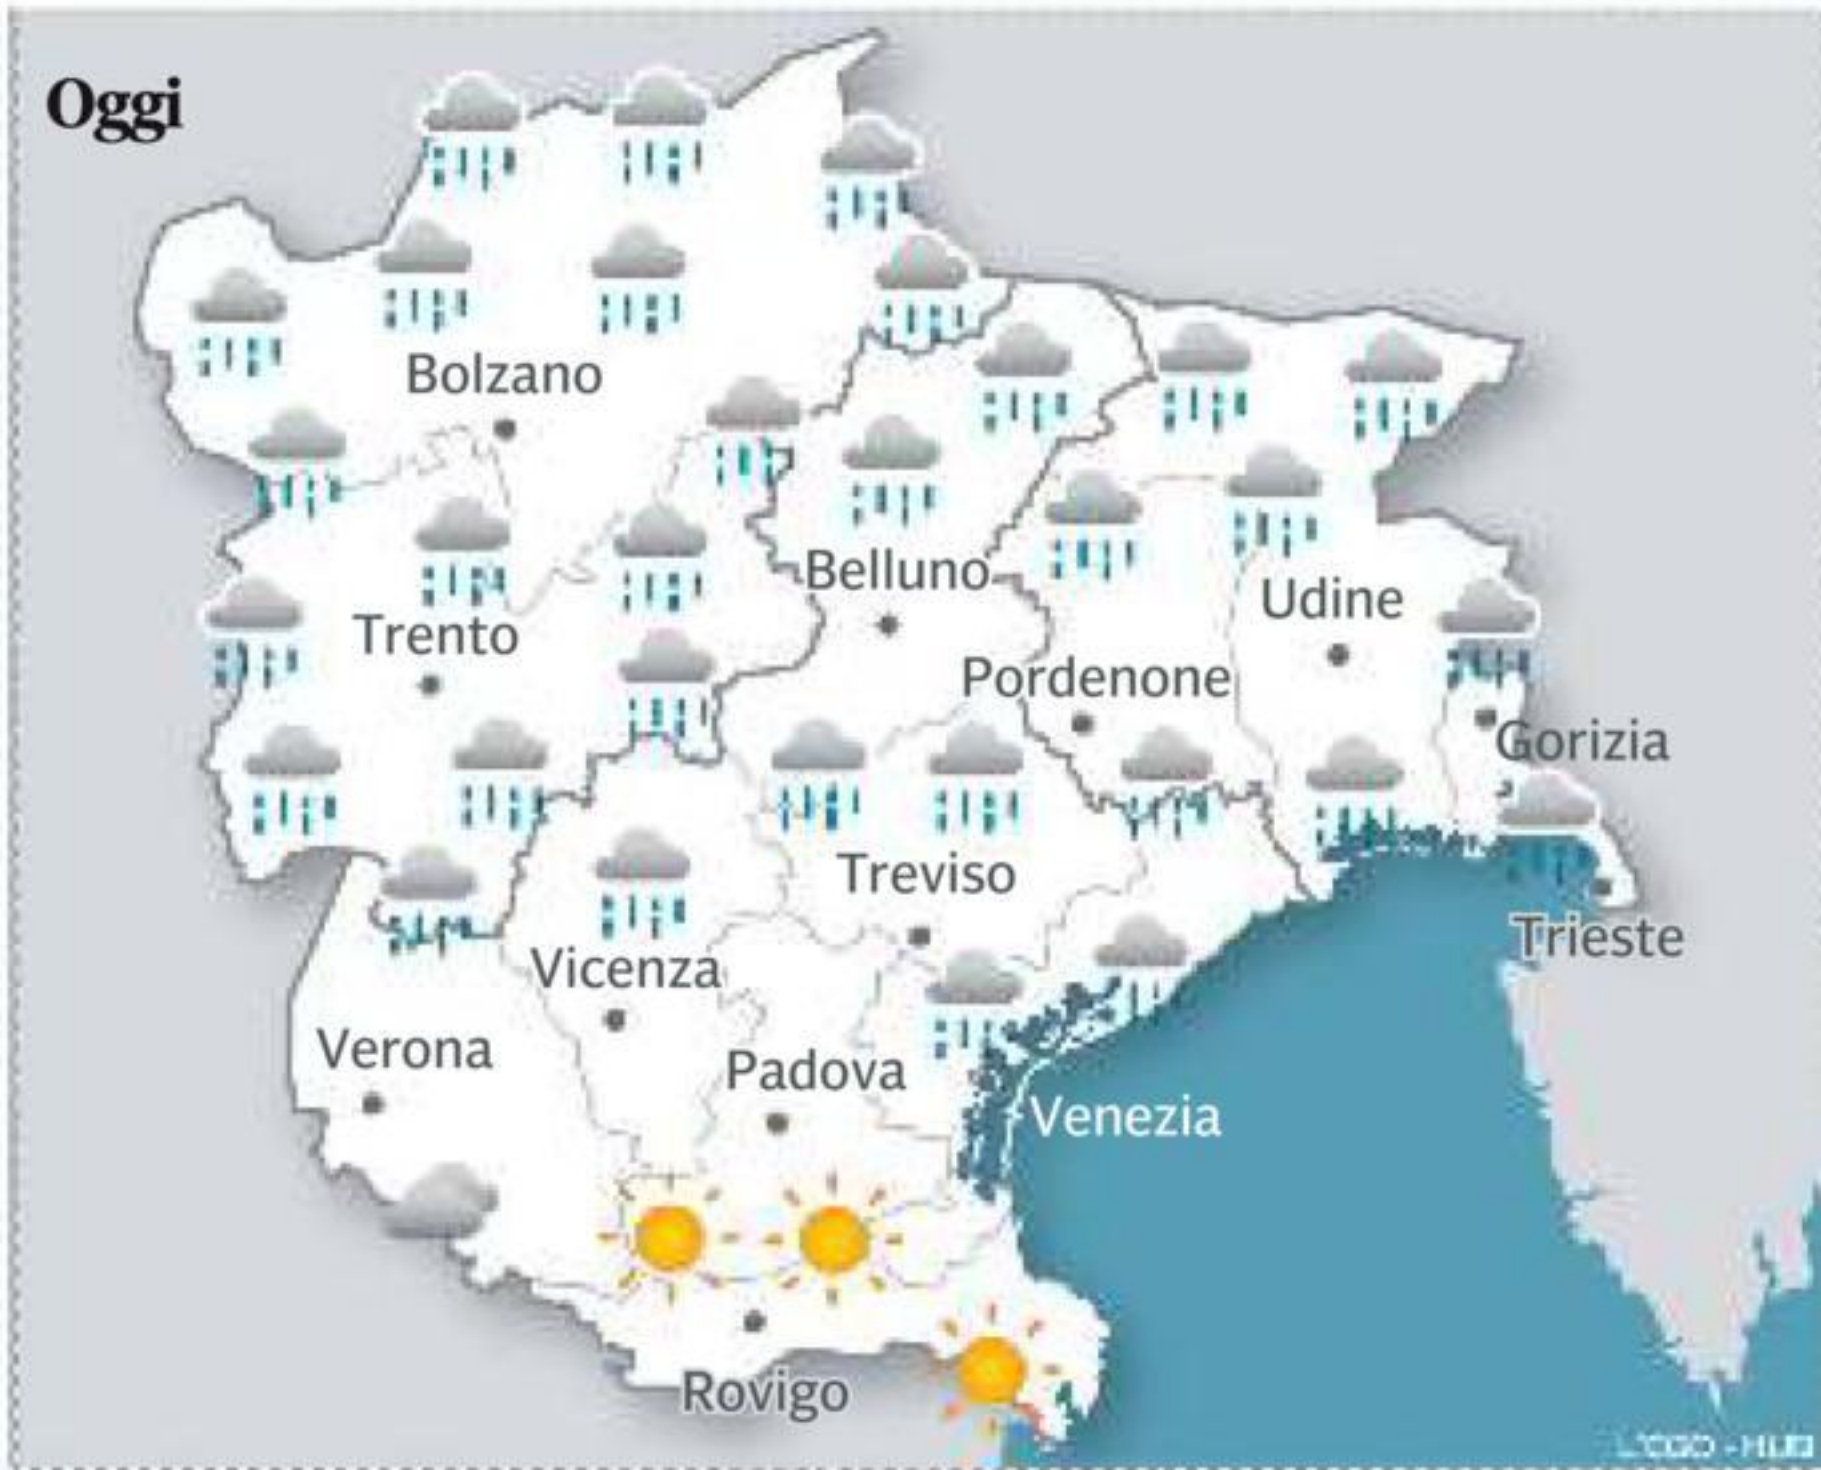 Oggi
Bolzano
Belluno
Udine
Trento
Pordenone
Gorizia
Treviso
Trieste
Vicenza
Verona
Padova
Venezia
Rovigo